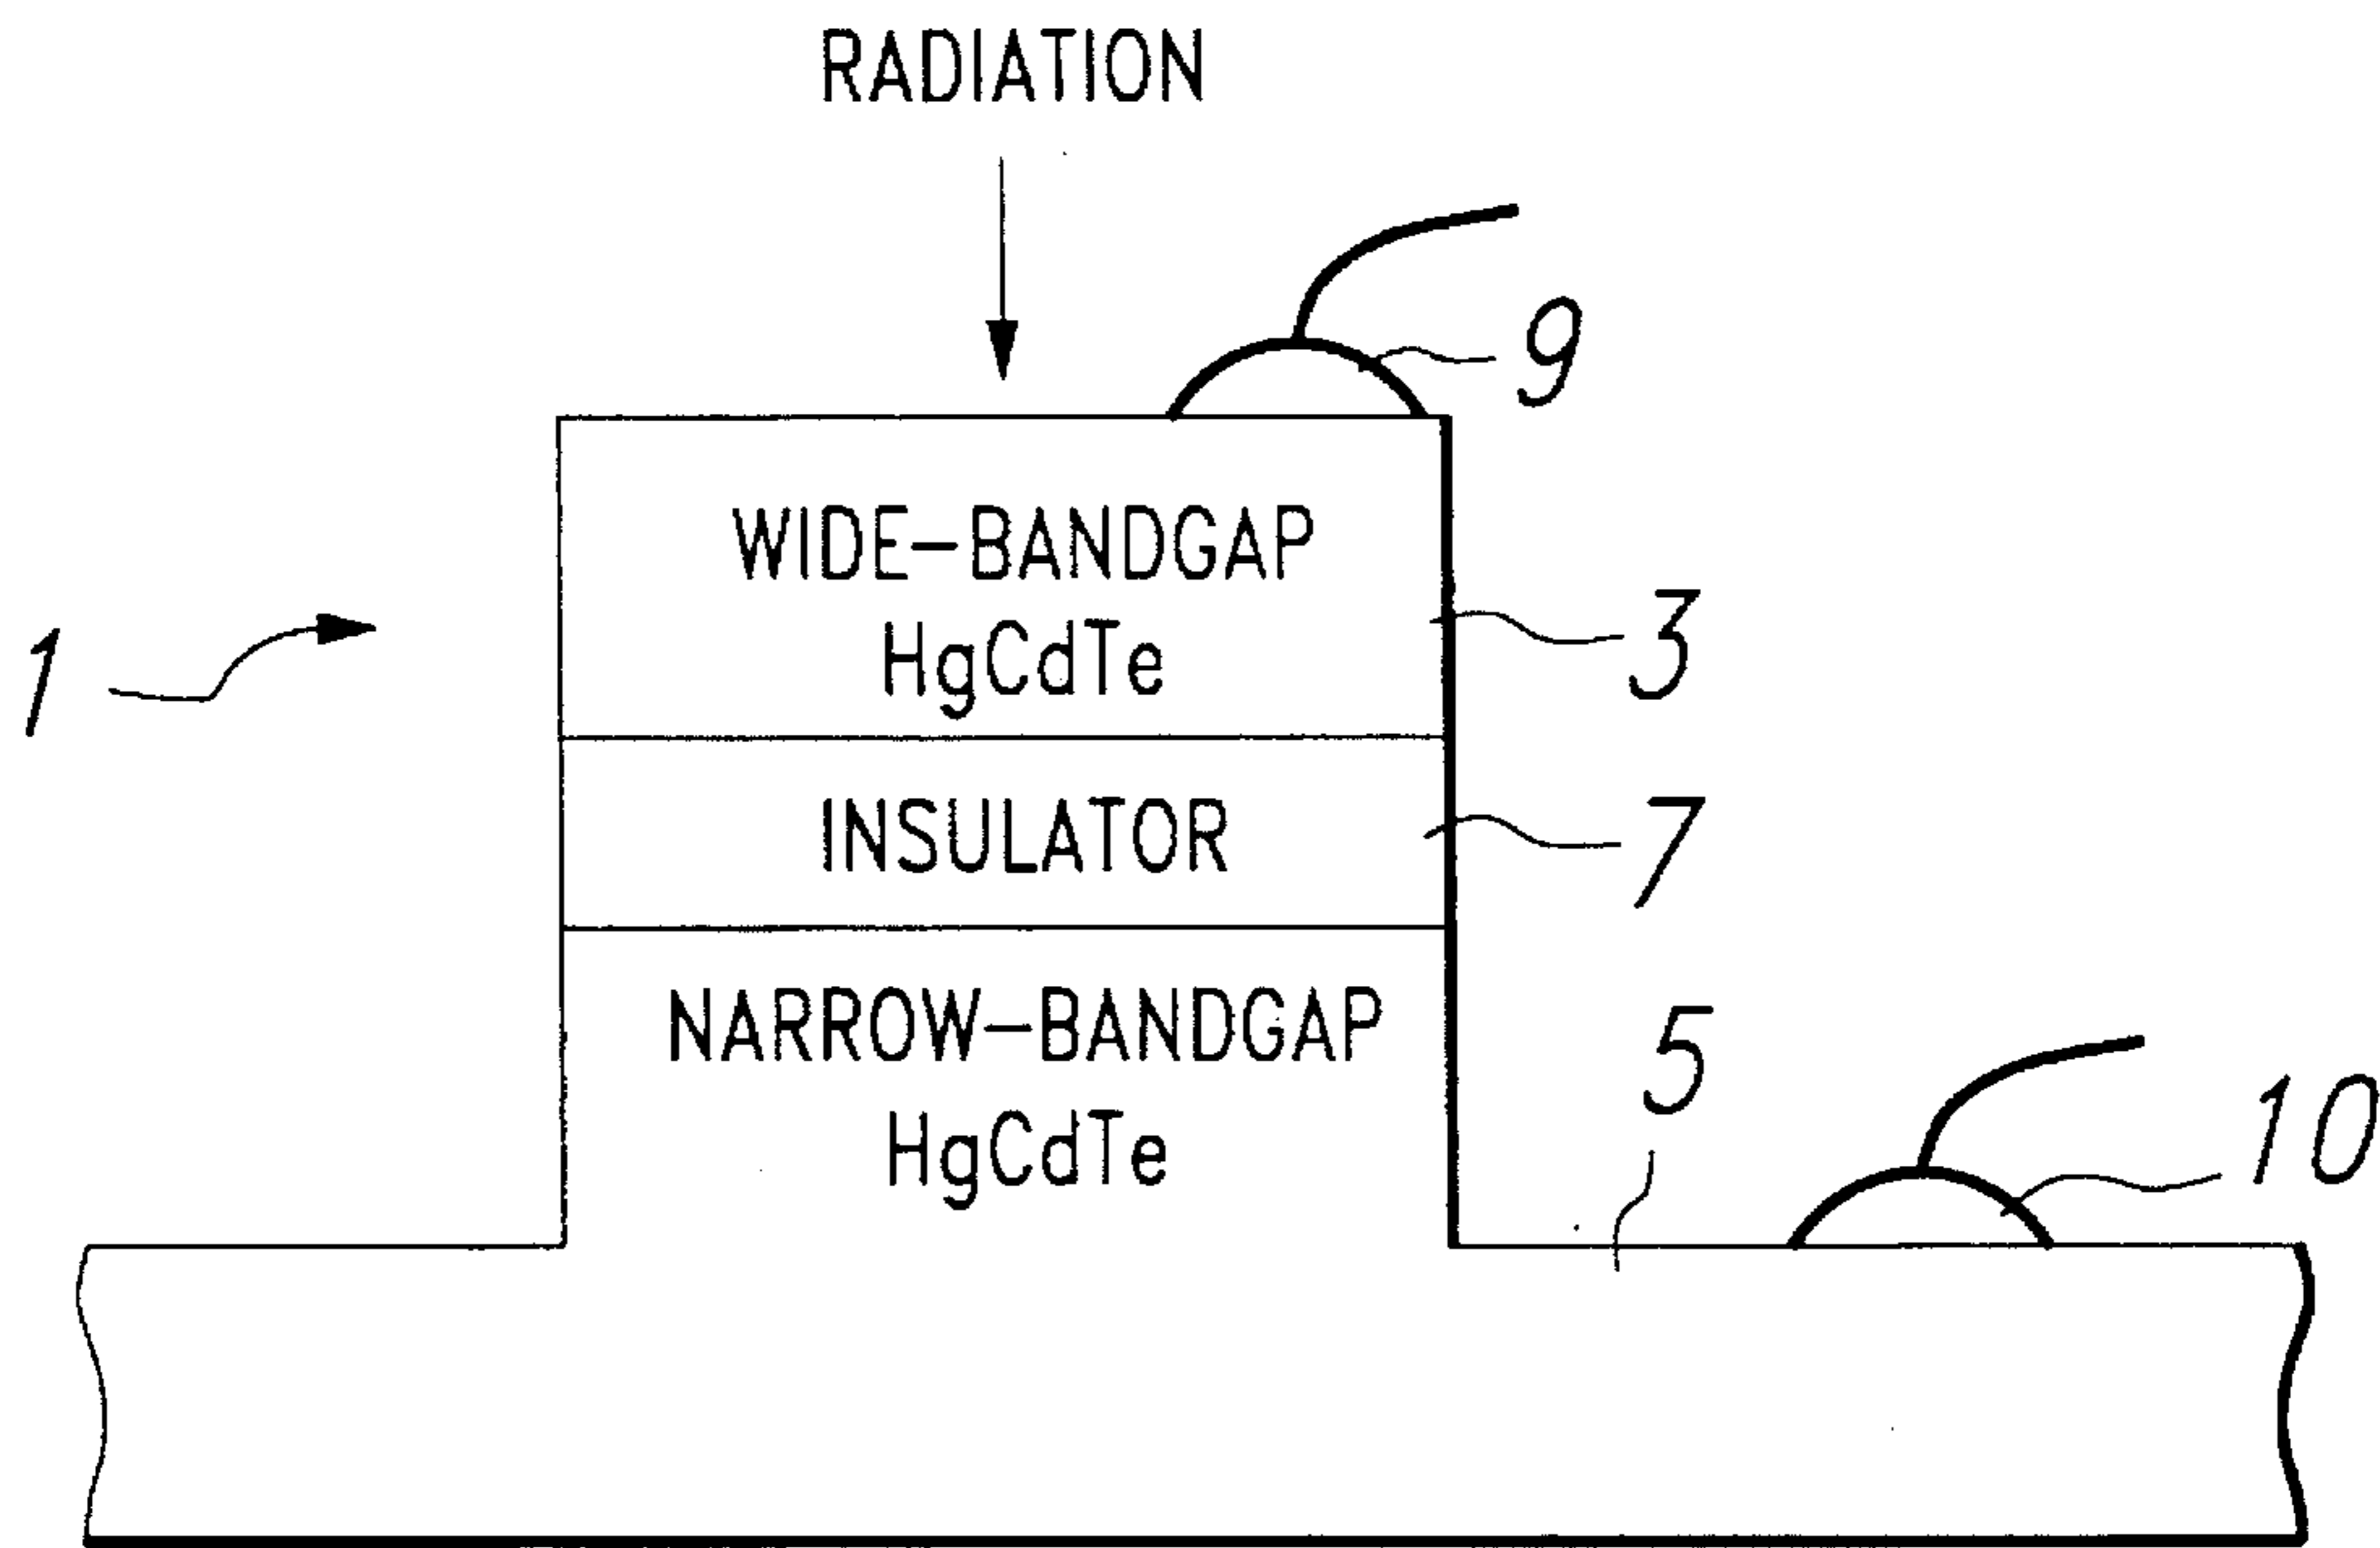 RADIATION
9
WIDE-BANDGAP
HgCdTe
1
3
INSULATOR
7
NARROW-BANDGAP
HgCdTe
5
10